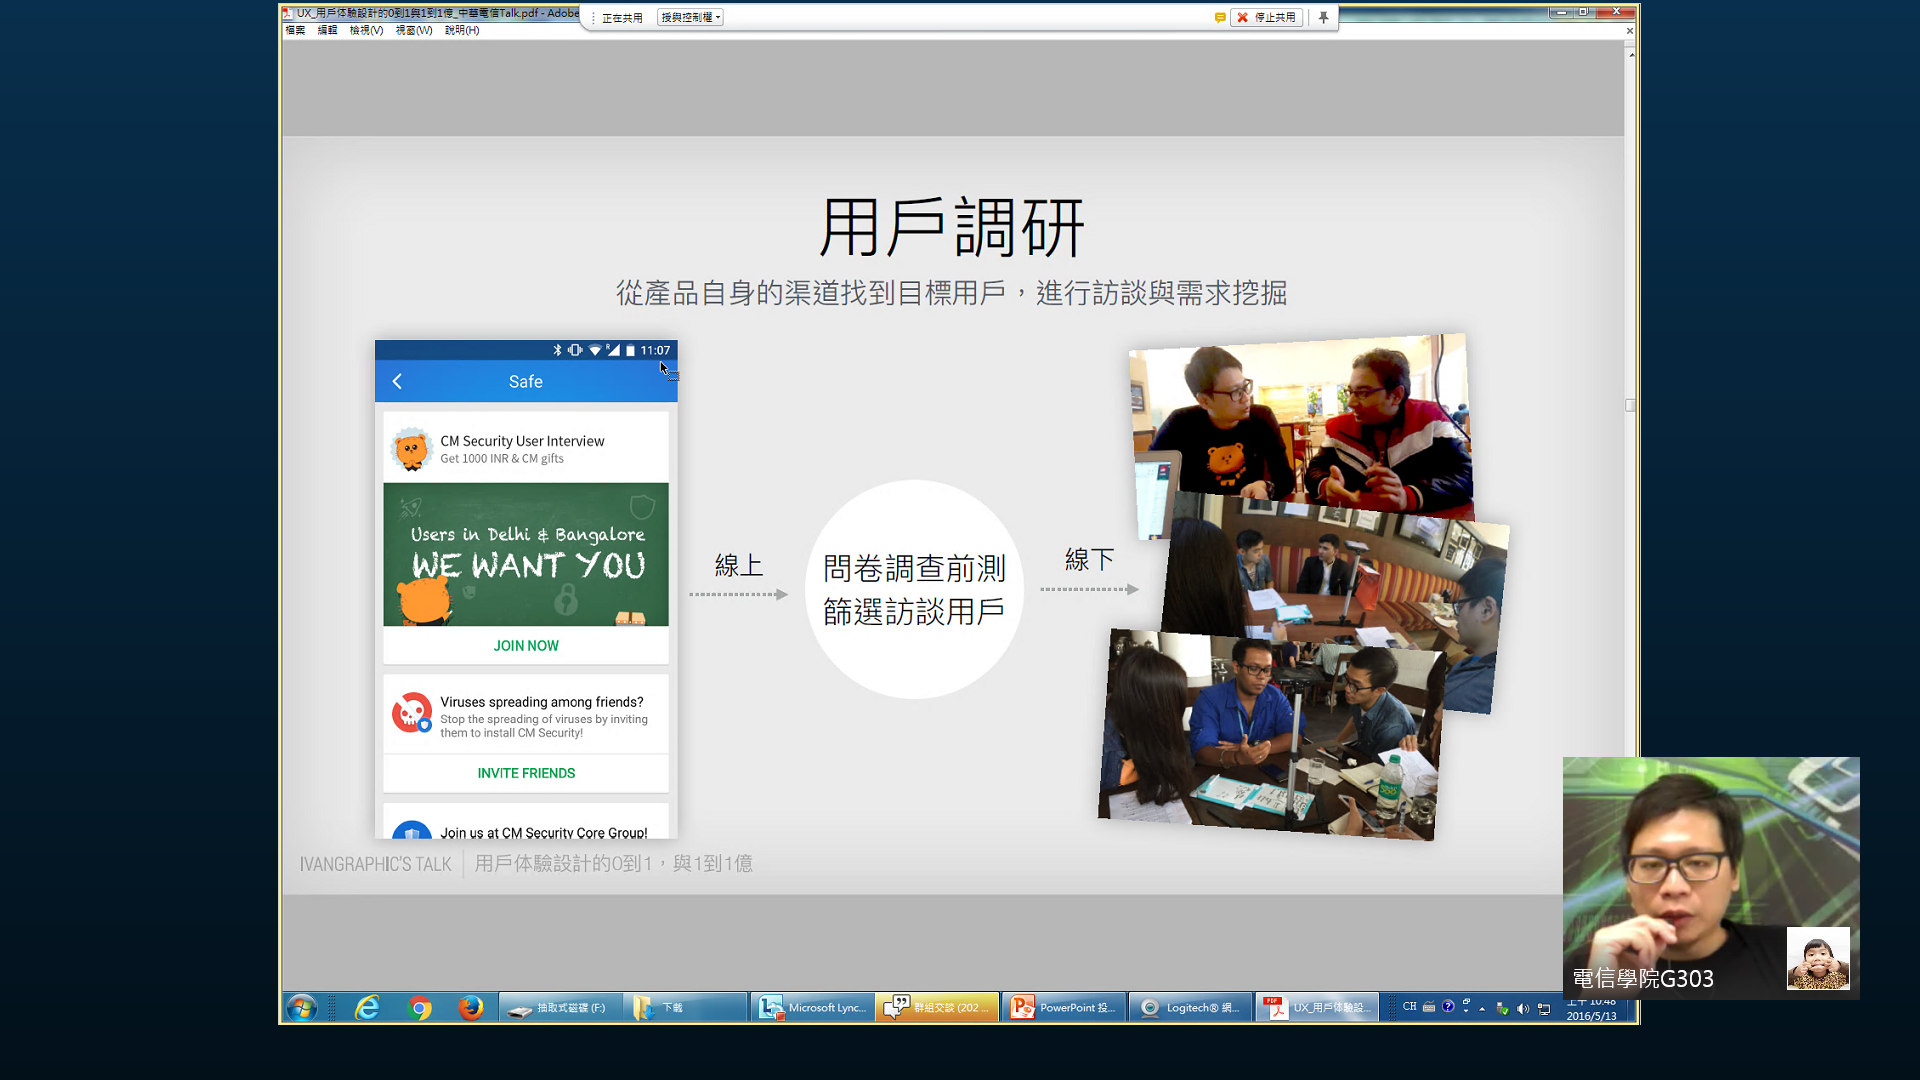 UX_用戶体驗設計的0到1與1到1億_中華電信Talk.pdf - Adobe
正在共用
授與控制權
停止共用
檔案 編輯 檢視(V) 視窗(W) 說明(H)
用戶調研
從產品自身的渠道找到目標用戶，進行訪談與需求挖掘
11:07
Safe
CM Security User Interview
Get 1000 INR & CM gifts
Users in Delhi & Bangalore
WE WANT YOU
JOIN NOW
Viruses spreading among friends?
Stop the spreading of viruses by inviting
them to install CM Security!
INVITE FRIENDS
Join us at CM Security Core Group!
線上
問卷調查前測
篩選訪談用戶
線下
IVANGRAPHIC'S TALK
用戶体驗設計的0到1，與1到1億
電信學院G303
抽取式磁碟 (F:)
下載
Microsoft Lync...
群組交談 (202 ...
PowerPoint 投...
Logitech® 網...
UX_用戶体驗設...
CH
上午 10:48
2016/5/13